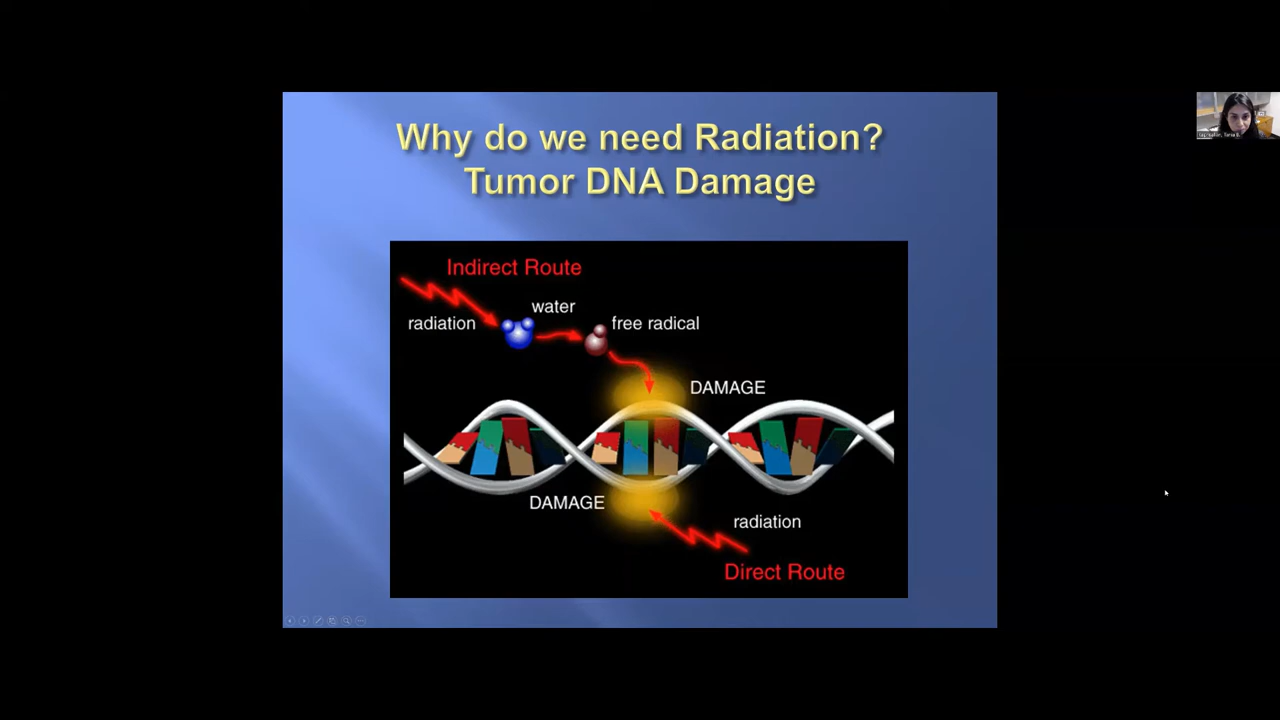 Why do we need Radiation?
Tumor DNA Damage
Indirect Route
water
radiation
free radical
DAMAGE
DAMAGE
radiation
Direct Route